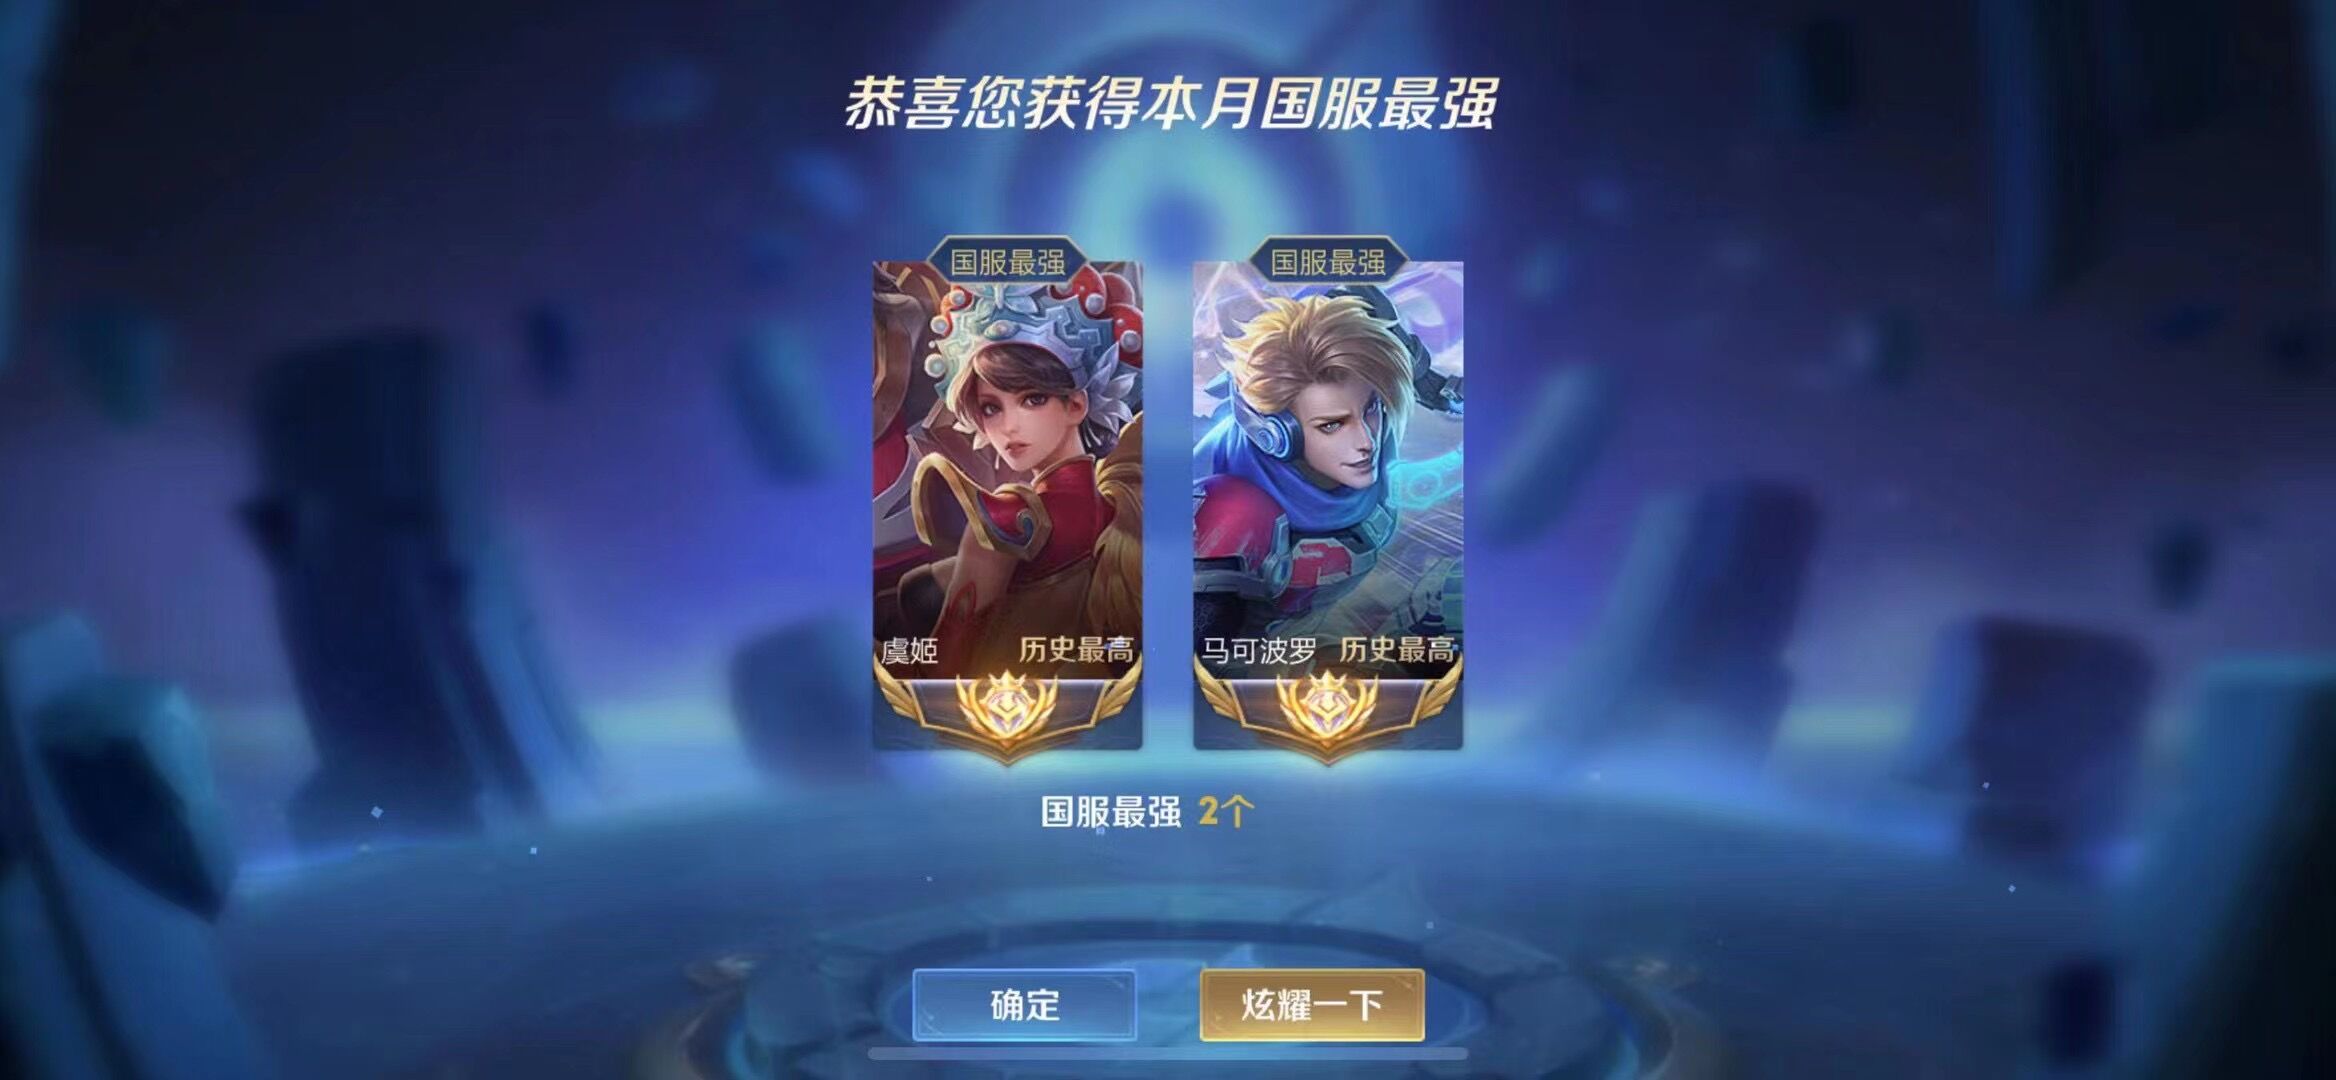 恭喜您获得本月国服最强
国服最强
国服最强
虞姬 历史最高
马可波罗 历史最高
国服最强 2个
确定
炫耀一下